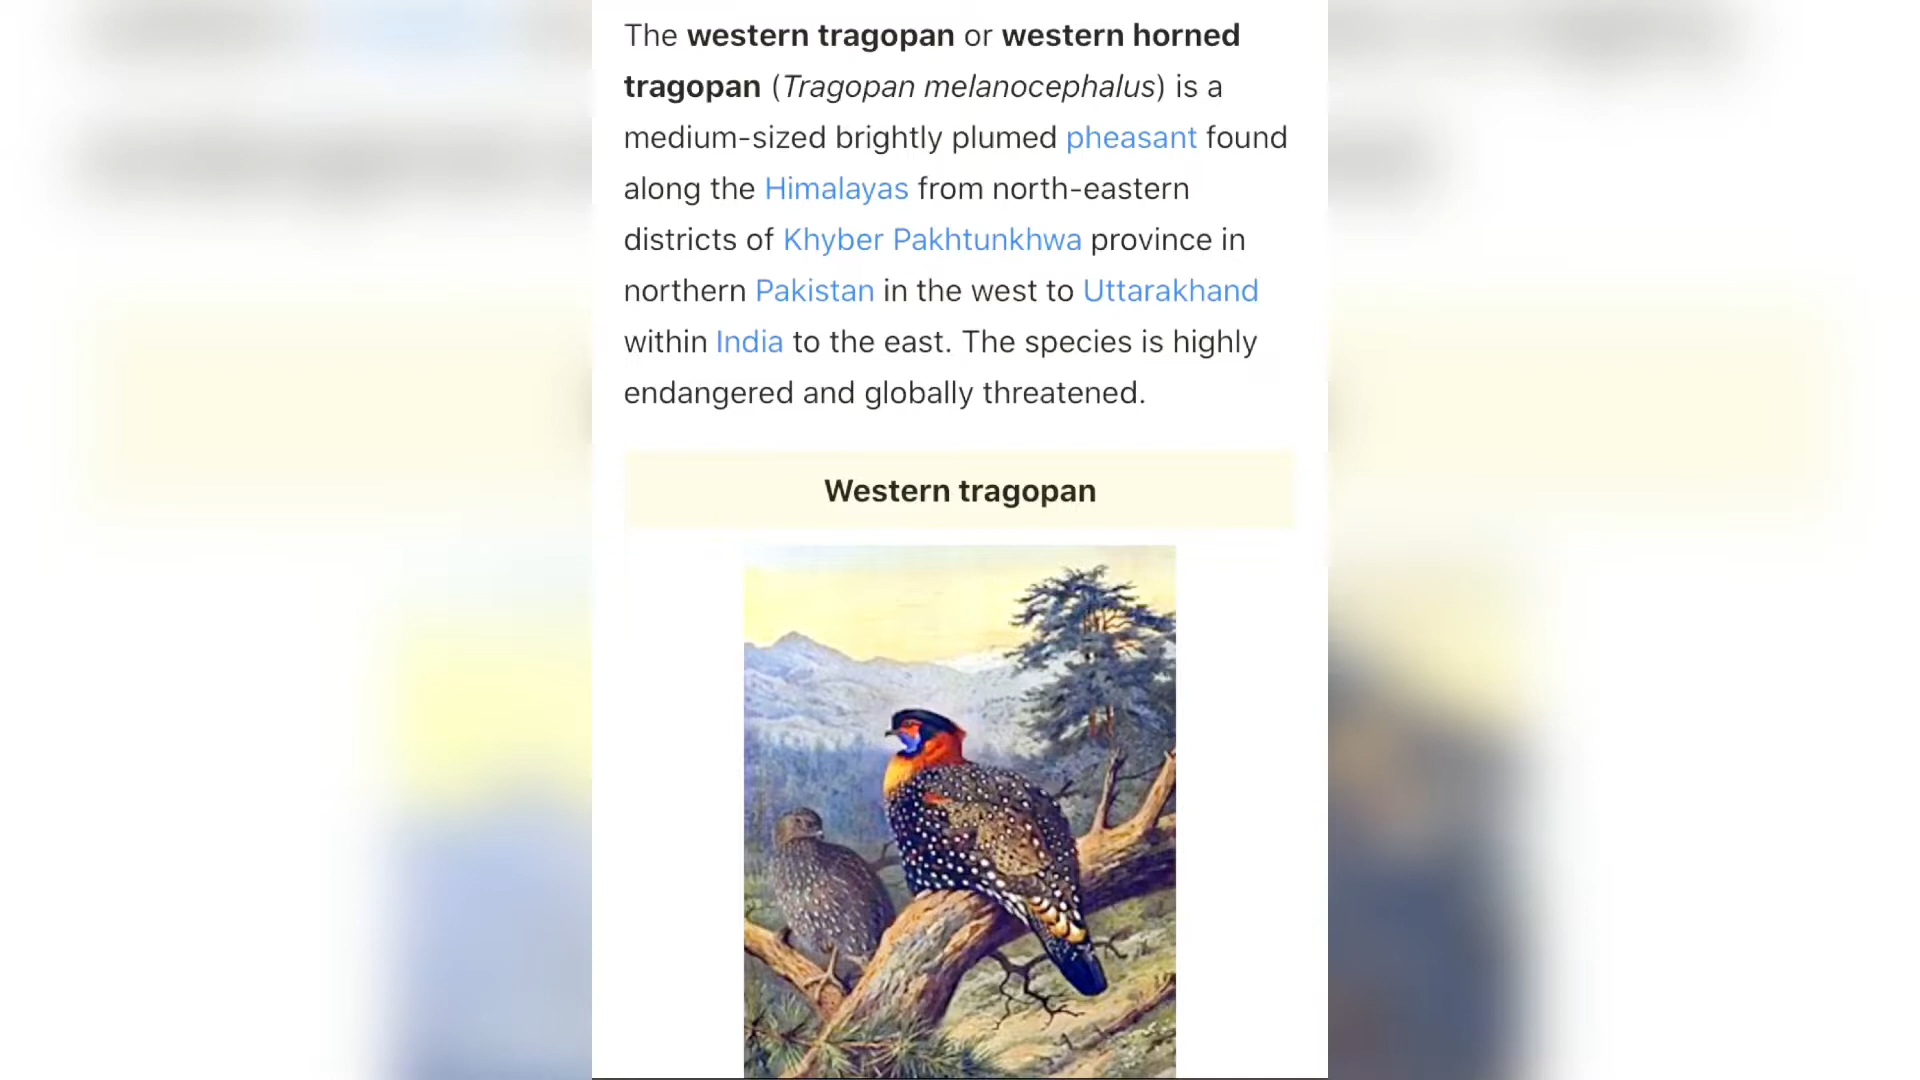 The western tragopan or western horned
tragopan (Tragopan melanocephalus) is a
medium-sized brightly plumed pheasant found
along the Himalayas from north-eastern
districts of Khyber Pakhtunkhwa province in
northern Pakistan in the west to Uttarakhand
within India to the east. The species is highly
endangered and globally threatened.
Western tragopan